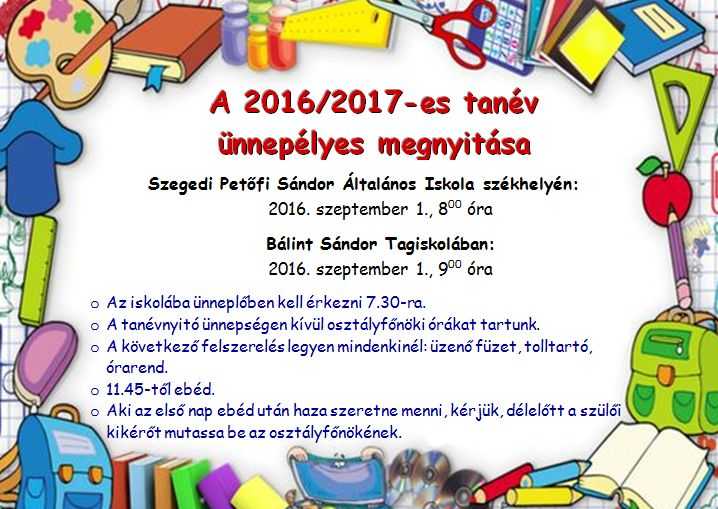 A 2016/2017-es tanév
ünnepélyes megnyitása
Szegedi Petőfi Sándor Általános Iskola székhelyén:
2016. szeptember 1., 8⁰⁰ óra
Bálint Sándor Tagiskolában:
2016. szeptember 1., 9⁰⁰ óra
o Az iskolába ünneplőben kell érkezni 7.30-ra.
o A tanévnyitó ünnepségen kívül osztályfőnöki órákat tartunk.
o A következő felszerelés legyen mindenkinél: üzenő füzet, tolltartó,
órarend.
o 11.45-től ebéd.
o Aki az első nap ebéd után haza szeretne menni, kérjük, délelőtt a szülői
kikérőt mutassa be az osztályfőnökének.